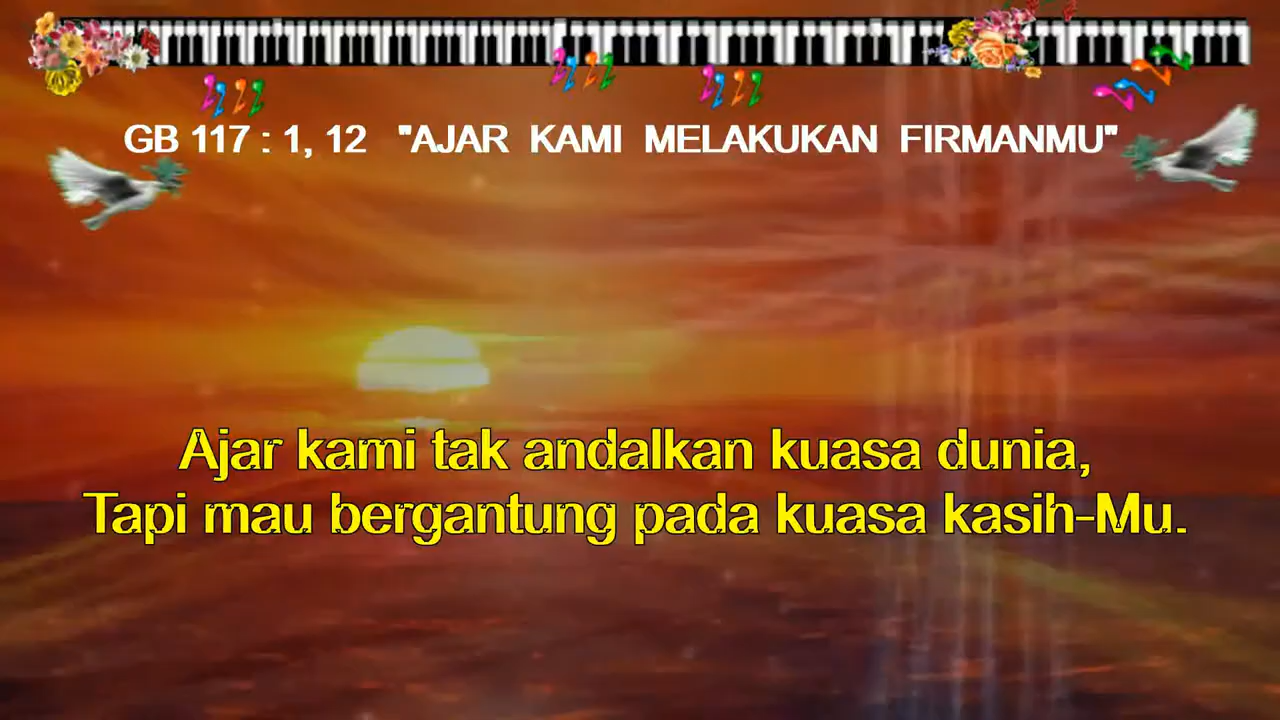 GB 117 : 1, 12 "AJAR KAMI MELAKUKAN FIRMANMU"
Ajar kami tak andalkan kuasa dunia,
Tapi mau bergantung pada kuasa kasih-Mu.